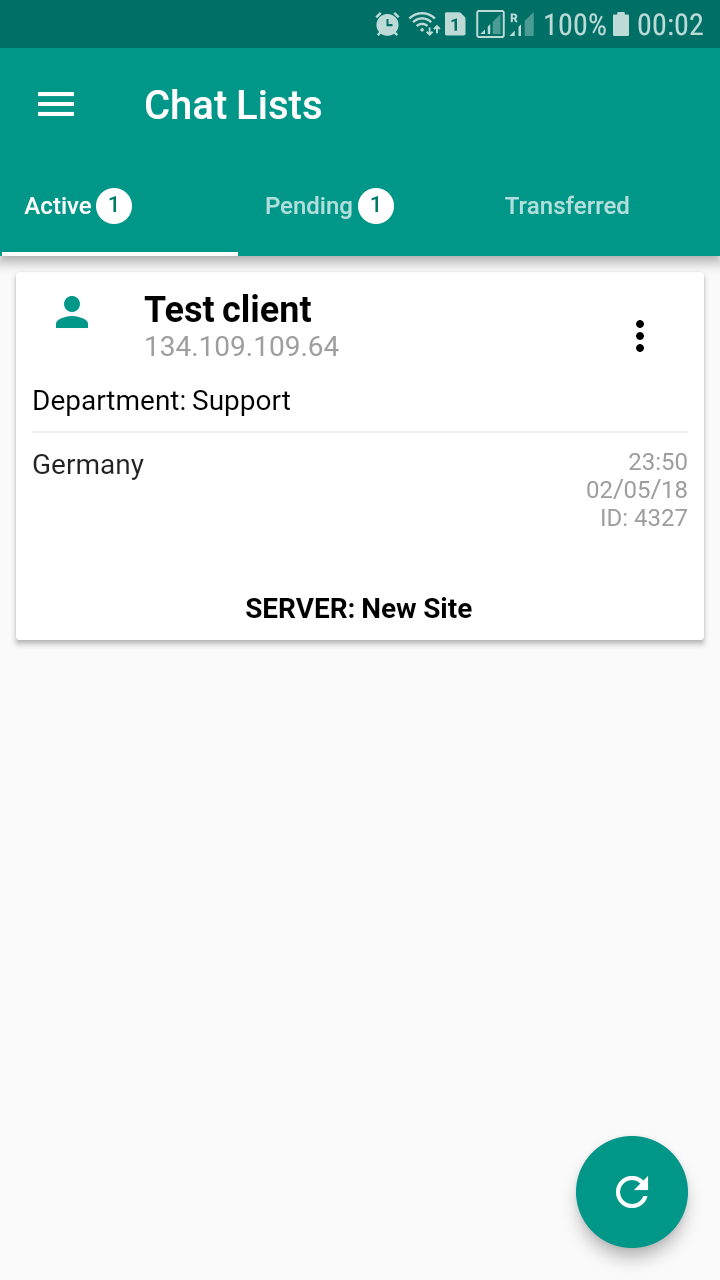 1 R 100% 00:02
Chat Lists
Active 1 Pending 1 Transferred
Test client
134.109.109.64
Department: Support
Germany 23:50
02/05/18
ID: 4327
SERVER: New Site